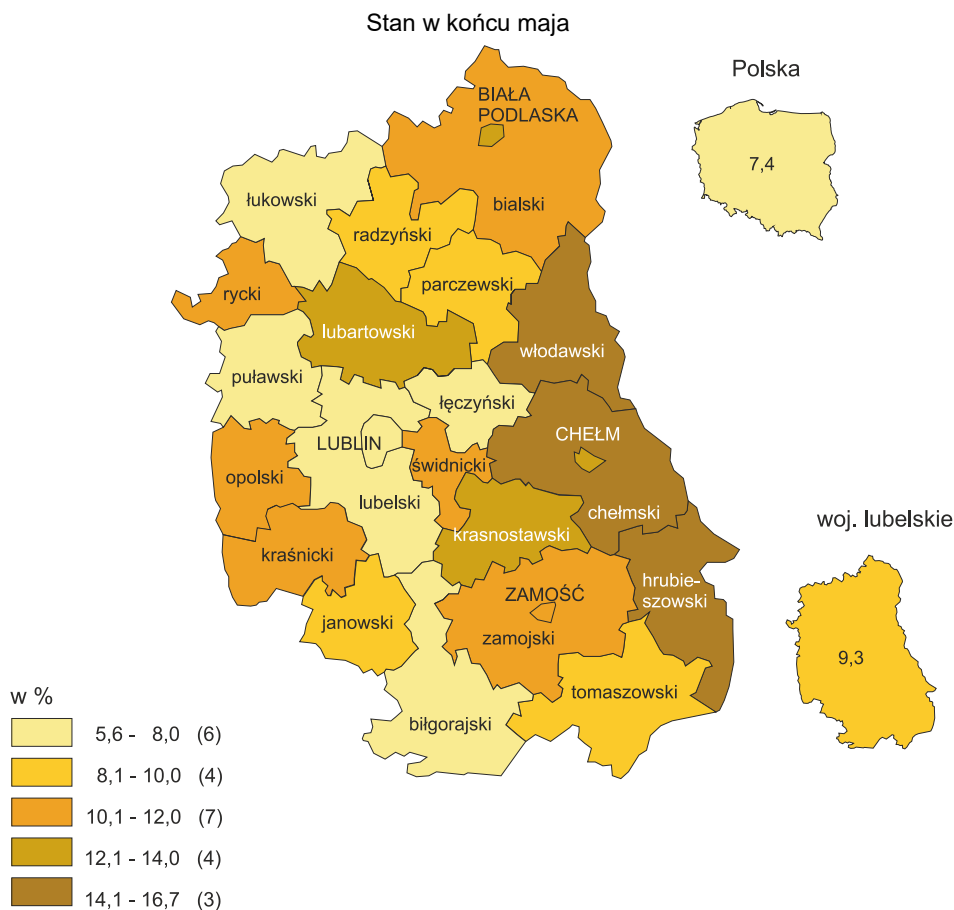 Stan w końcu maja
Polska
7,4
BIAŁA
PODLASKA
bialski
łukowski
radzyński
parczewski
rycki
lubartowski
włodawski
puławski
łęczyński
LUBLIN
świdnicki
CHEŁM
opolski
lubelski
chełmski
krasnostawski
kraśnicki
hrubie-
szowski
ZAMOŚĆ
zamojski
janowski
tomaszowski
biłgorajski
woj. lubelskie
9,3
w %
5,6 - 8,0 (6)
8,1 - 10,0 (4)
10,1 - 12,0 (7)
12,1 - 14,0 (4)
14,1 - 16,7 (3)